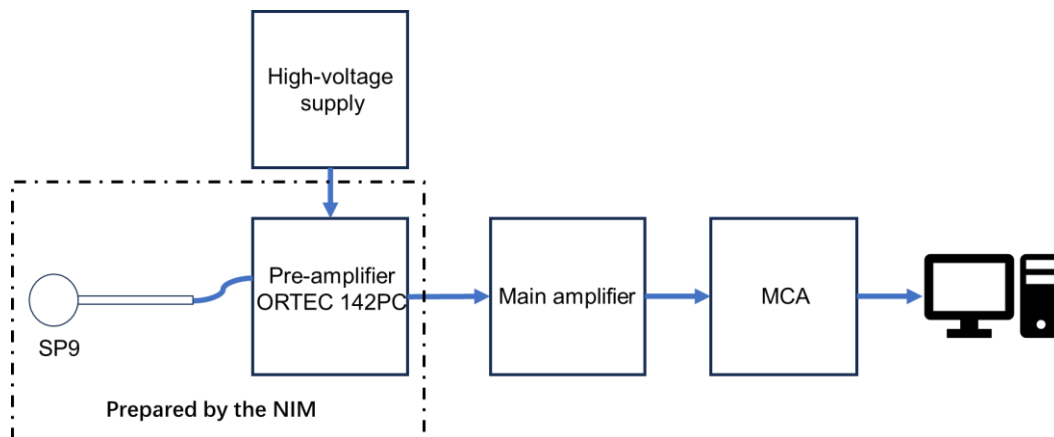 High-voltage
supply
Pre-amplifier
ORTEC 142PC
Main amplifier
MCA
SP9
Prepared by the NIM